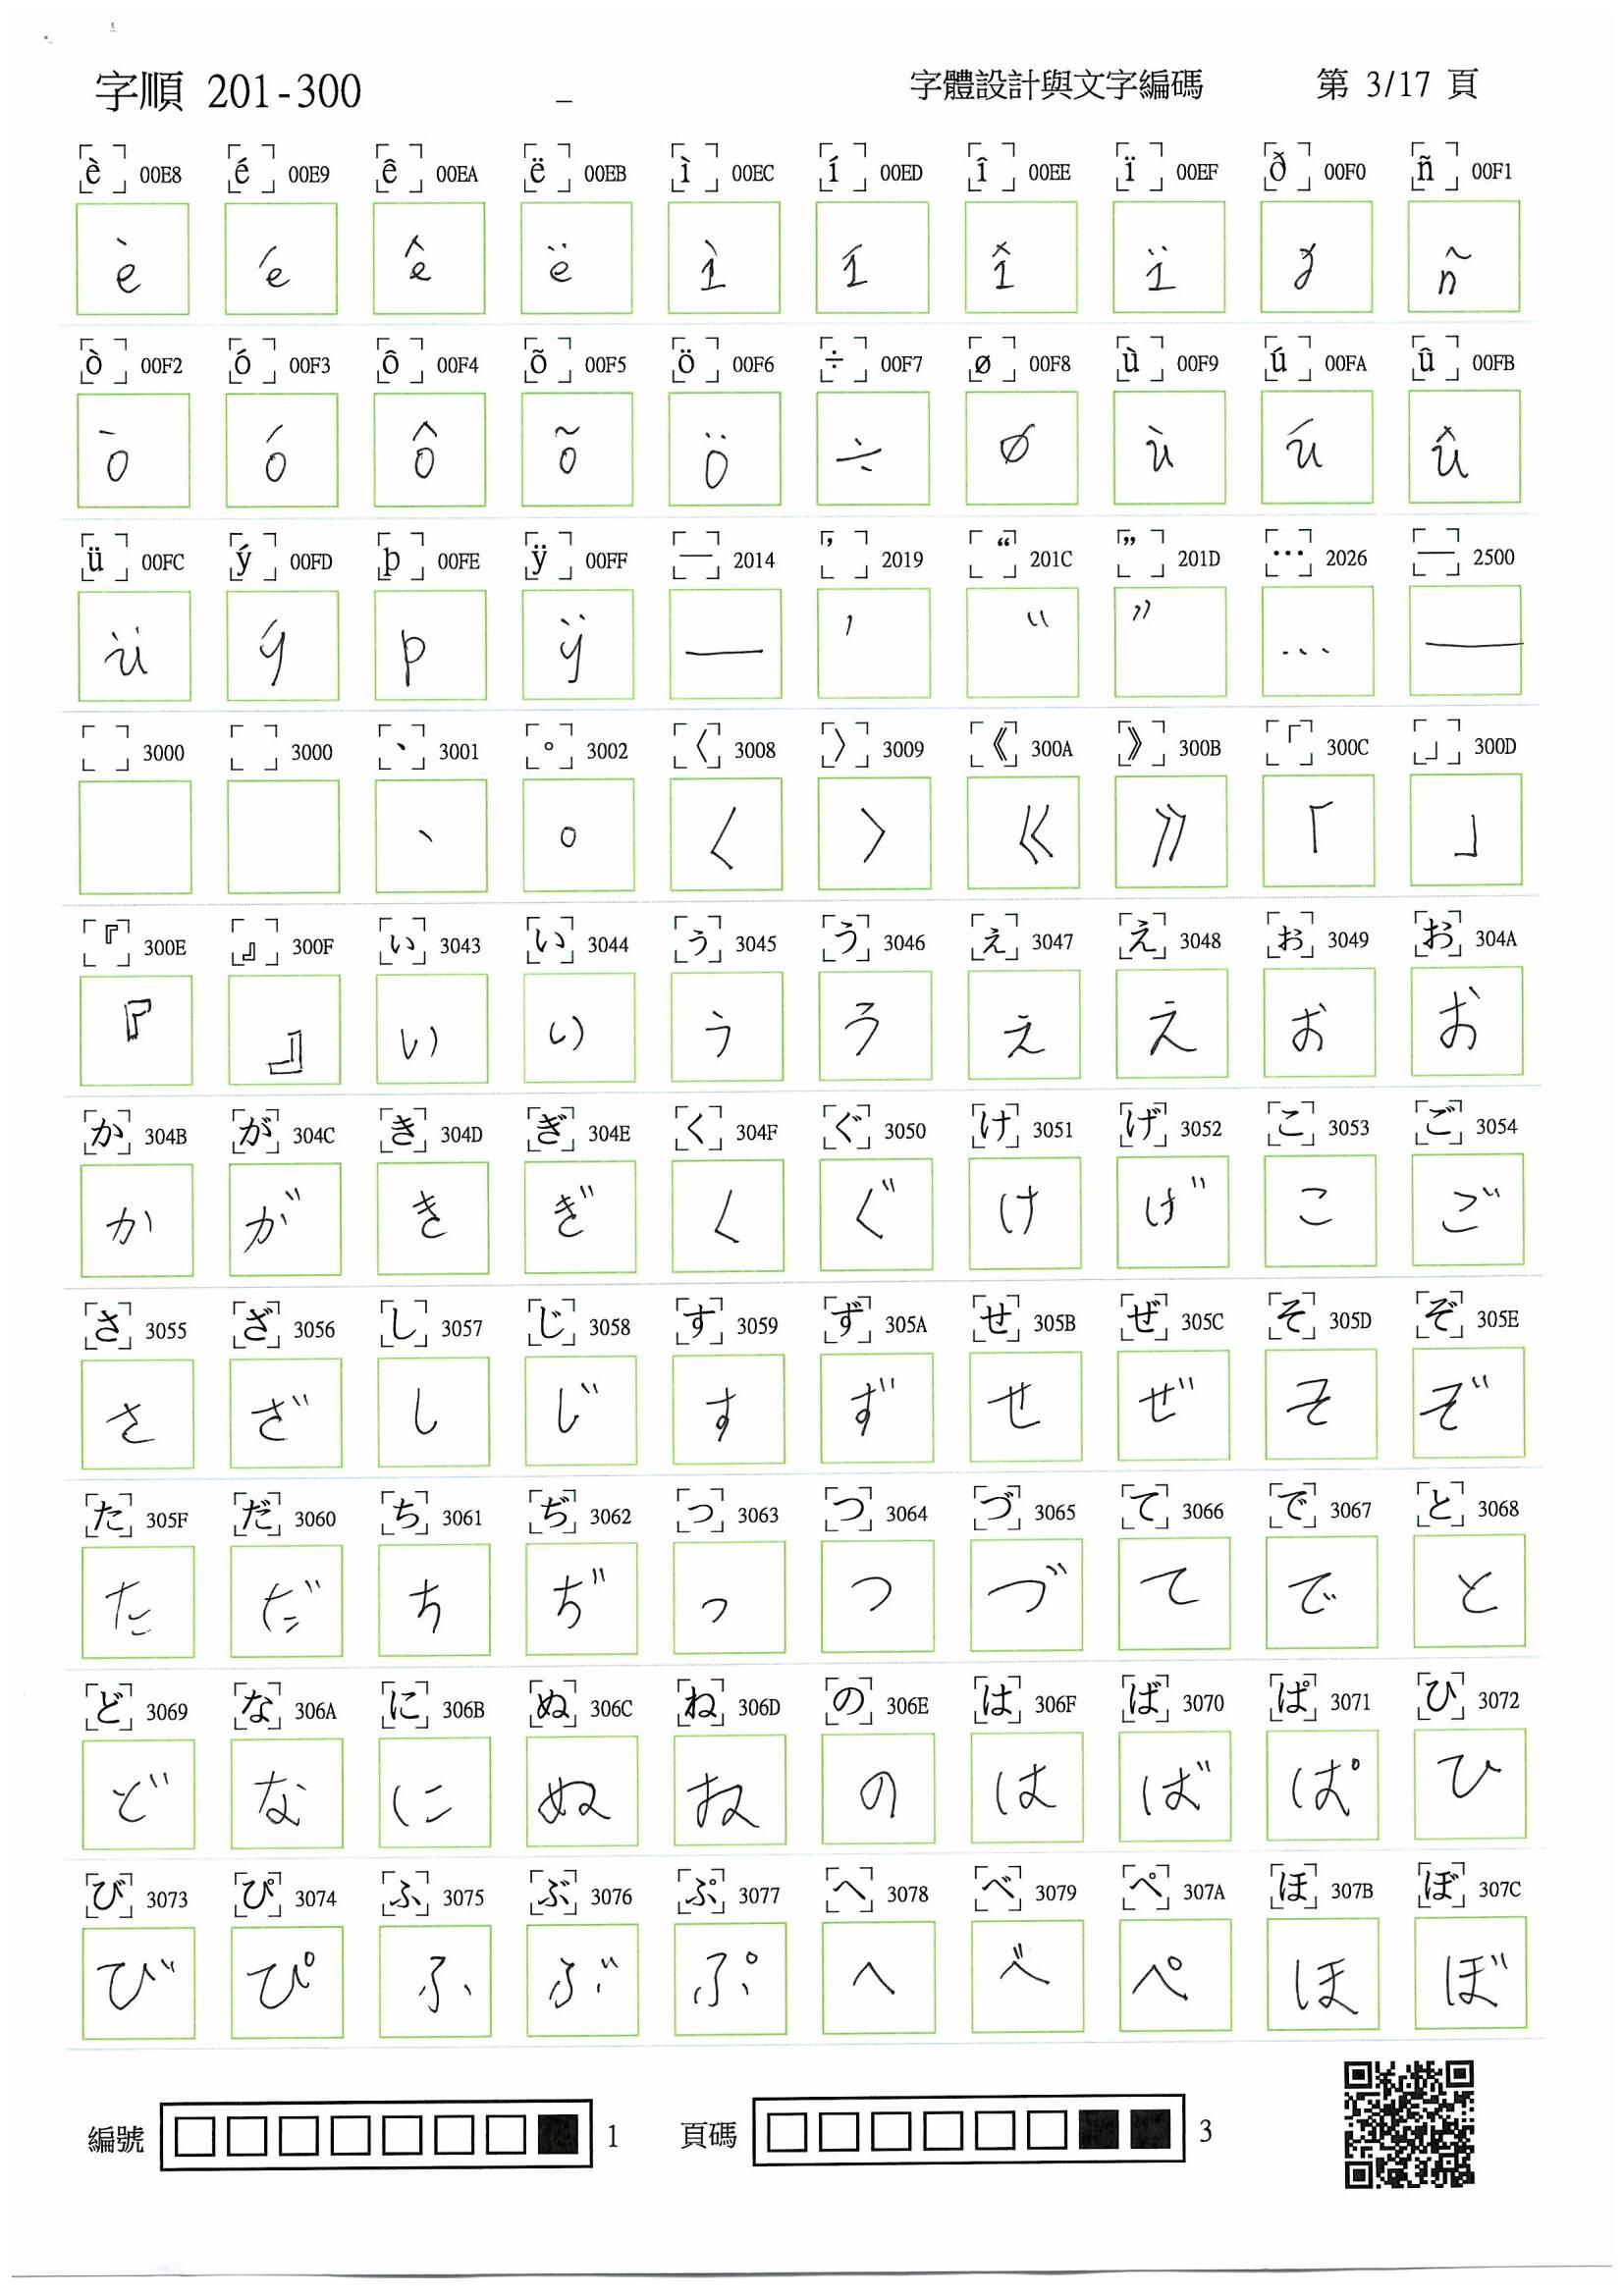 字順 201-300 _ 字體設計與文字編碼 第 3/17 頁
è 00E8 é 00E9 ê 00EA ë 00EB ì 00EC í 00ED î 00EE ï 00EF ð 00F0 ñ 00F1
è é ê ë ì í î ï ð ñ
ò 00F2 ó 00F3 ô 00F4 õ 00F5 ö 00F6 ÷ 00F7 ø 00F8 ù 00F9 ú 00FA û 00FB
ò ó ô õ ö ÷ ø ù ú û
ü 00FC ý 00FD þ 00FE ÿ 00FF — 2014 ’ 2019 “ 201C ” 201D … 2026 ─ 2500
ü ý þ ÿ — ’ “ ” … ─
3000 3000 、 3001 。 3002 〈 3008 〉 3009 《 300A 》 300B 「 300C 」 300D
、 。 〈 〉 《 》 「 」
『 300E 』 300F ぃ 3043 い 3044 ぅ 3045 う 3046 ぇ 3047 え 3048 ぉ 3049 お 304A
『 』 ぃ い ぅ う ぇ え ぉ お
か 304B が 304C き 304D ぎ 304E く 304F ぐ 3050 け 3051 げ 3052 こ 3053 ご 3054
か が き ぎ く ぐ け げ こ ご
さ 3055 ざ 3056 し 3057 じ 3058 す 3059 ず 305A せ 305B ぜ 305C そ 305D ぞ 305E
さ ざ し じ す ず せ ぜ そ ぞ
た 305F だ 3060 ち 3061 ぢ 3062 っ 3063 つ 3064 づ 3065 て 3066 で 3067 と 3068
た だ ち ぢ っ つ づ て で と
ど 3069 な 306A に 306B ぬ 306C ね 306D の 306E は 306F ば 3070 ぱ 3071 ひ 3072
ど な に ぬ ね の は ば ぱ ひ
び 3073 ぴ 3074 ふ 3075 ぶ 3076 ぷ 3077 へ 3078 べ 3079 ぺ 307A ほ 307B ぼ 307C
び ぴ ふ ぶ ぷ へ べ ぺ ほ ぼ
編號 1 頁碼 3